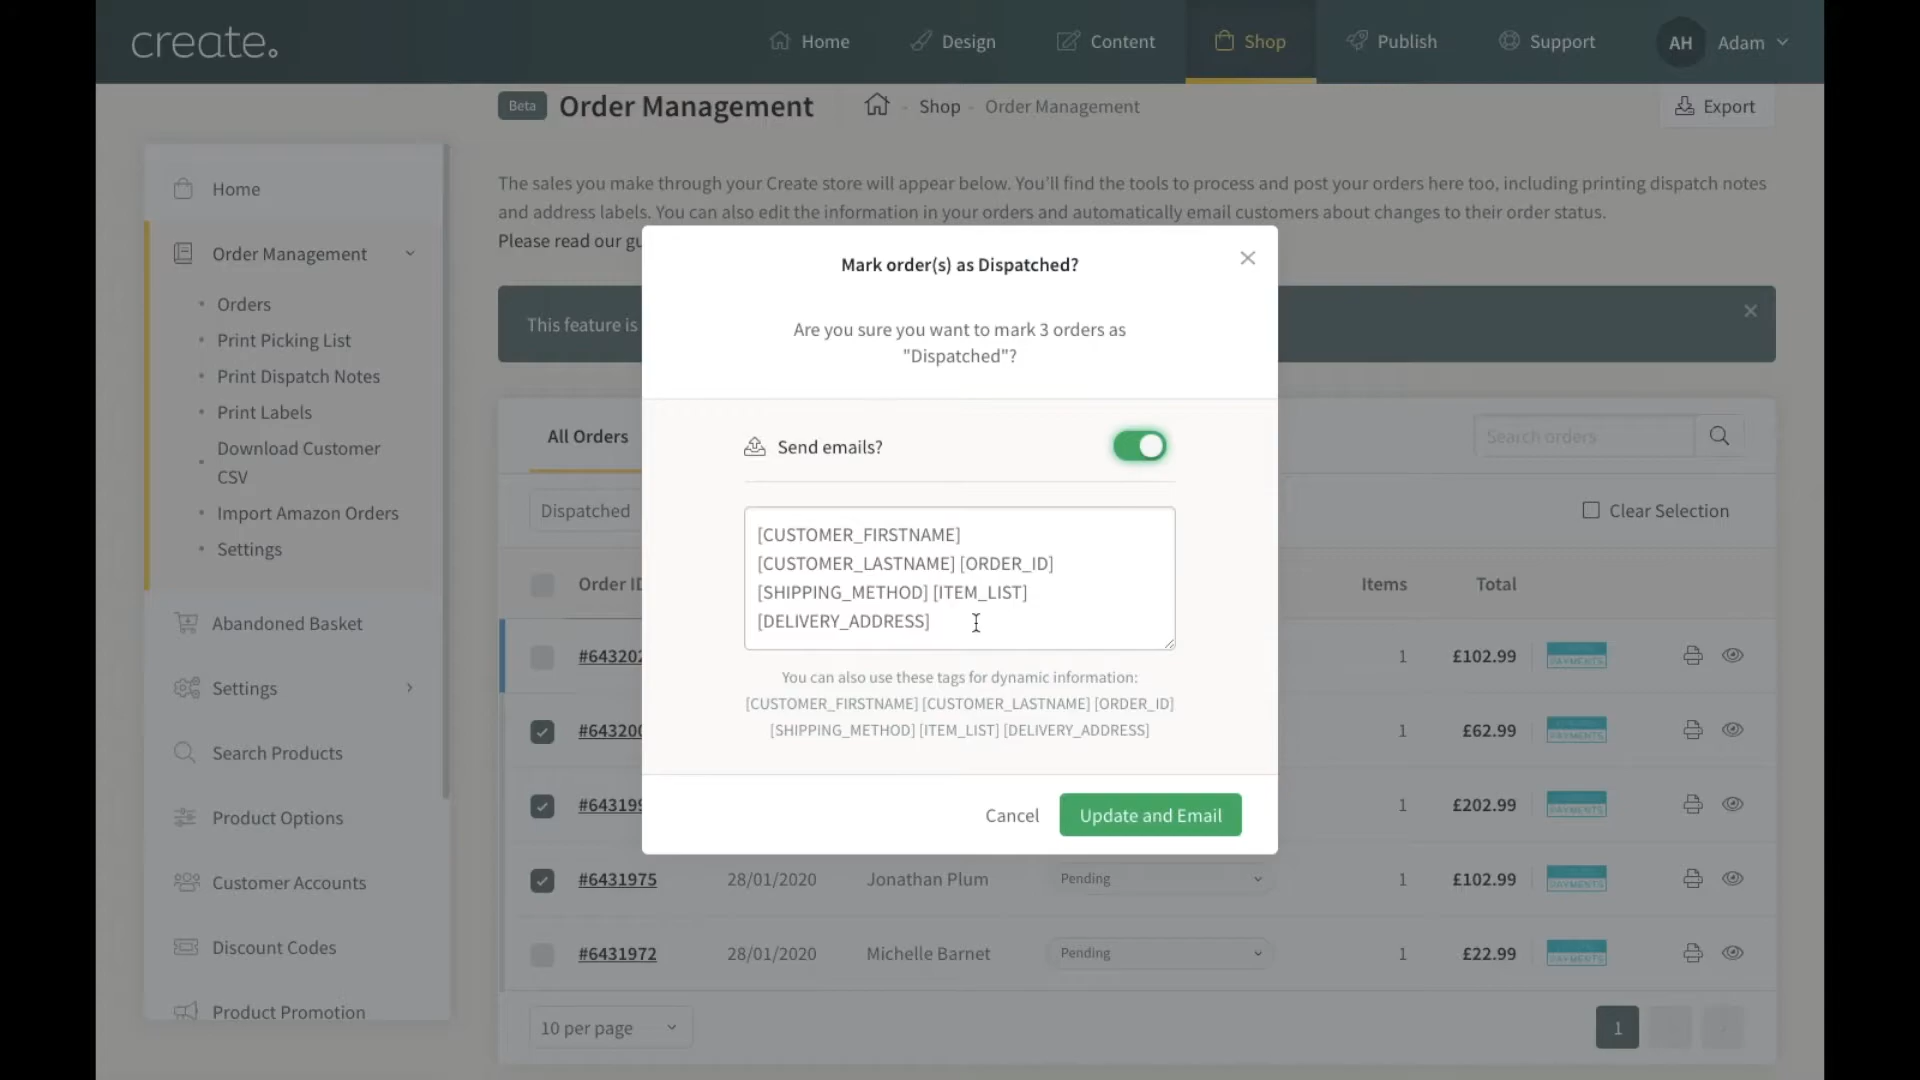 create.
Home
Design
Content
Shop
Publish
Support
AH
Adam
Beta
Order Management
Shop - Order Management
Export
Home
Order Management
Orders
Print Picking List
Print Dispatch Notes
Print Labels
Download Customer
CSV
Import Amazon Orders
Settings
Abandoned Basket
Settings
Search Products
Product Options
Customer Accounts
Discount Codes
Product Promotion
The sales you make through your Create store will appear below. You'll find the tools to process and post your orders here too, including printing dispatch notes
and address labels. You can also edit the information in your orders and automatically email customers about changes to their order status.
Please read our gu
This feature is
All Orders
Search orders
Dispatched
Clear Selection
Order ID
Items
Total
#643202
1
£102.99
#643200
1
£62.99
#643199
1
£202.99
#6431975
28/01/2020
Jonathan Plum
Pending
1
£102.99
#6431972
28/01/2020
Michelle Barnet
Pending
1
£22.99
10 per page
1
Mark order(s) as Dispatched?
Are you sure you want to mark 3 orders as
"Dispatched"?
Send emails?
[CUSTOMER_FIRSTNAME]
[CUSTOMER_LASTNAME] [ORDER_ID]
[SHIPPING_METHOD] [ITEM_LIST]
[DELIVERY_ADDRESS]
You can also use these tags for dynamic information:
[CUSTOMER_FIRSTNAME] [CUSTOMER_LASTNAME] [ORDER_ID]
[SHIPPING_METHOD] [ITEM_LIST] [DELIVERY_ADDRESS]
Cancel
Update and Email